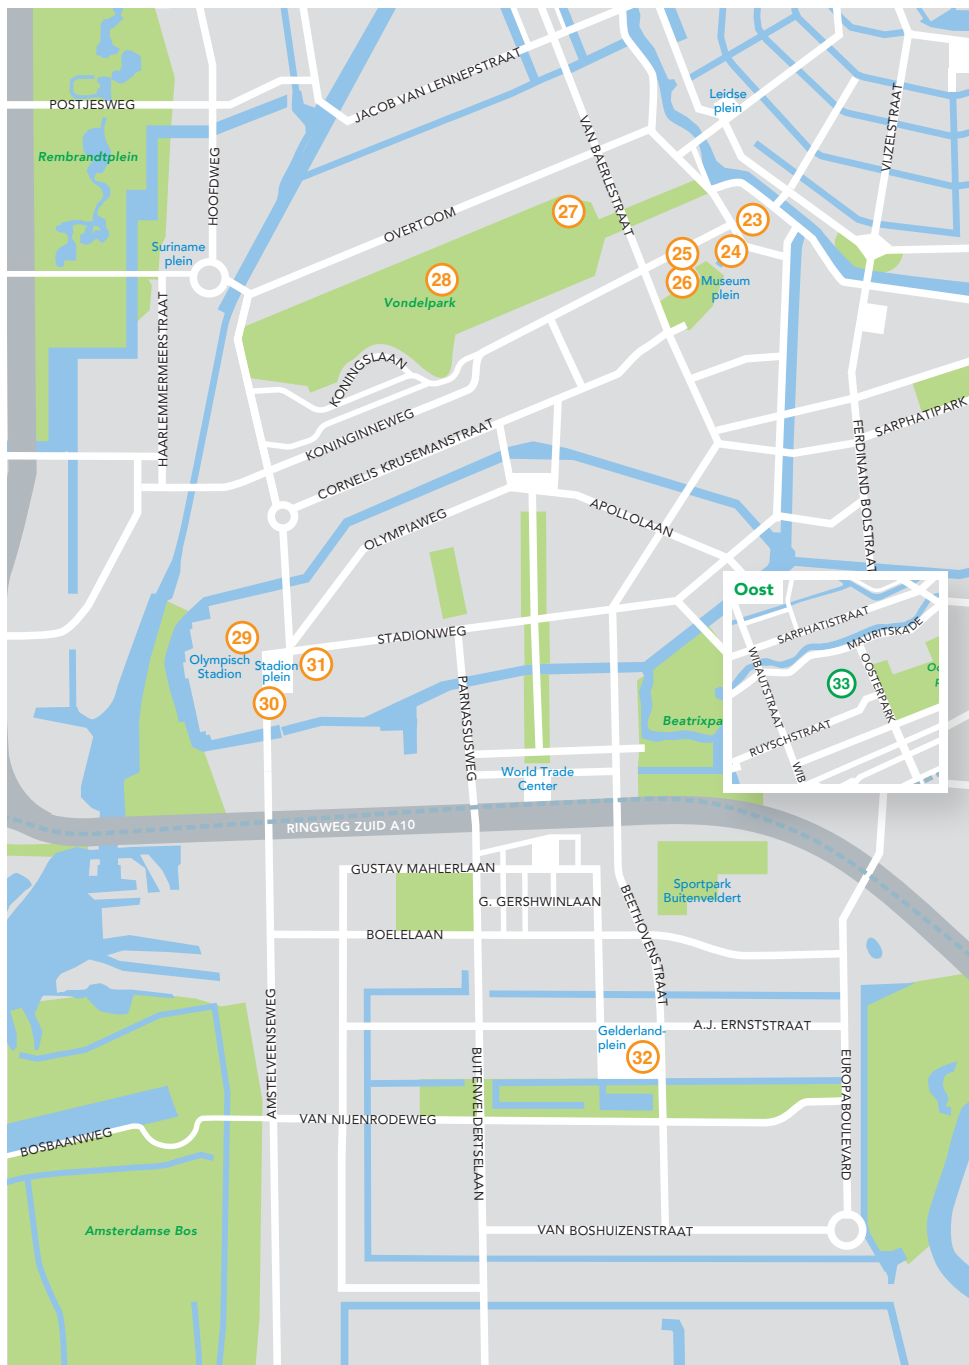 JACOB VAN LENNEPSTRAAT
POSTJESWEG
Leidse
plein
VIJZELSTRAAT
VAN BAERLESTRAAT
Rembrandtplein
HOOFDWEG
OVERTOOM
27
23
Suriname
plein
25
24
28
26
Museum
plein
Vondelpark
HAARLEMMERMEERSTRAAT
KONINGSLAAN
KONINGINNEWEG
SARPHATIPARK
CORNELIS KRUSEMANSTRAAT
FERDINAND BOLSTRAAT
OLYMPIAWEG
APOLLOLAAN
Oost
SARPHATISTRAAT
MAURITSKADE
WIBAUTSTRAAT
OOSTERPARK
33
RUYSCHSTRAAT
WIB
29
STADIONWEG
Olympisch
Stadion
Stadion
plein
31
30
PARNASSUSWEG
Beatrixpa
World Trade
Center
RINGWEG ZUID A10
GUSTAV MAHLERLAAN
Sportpark
Buitenveldert
G. GERSHWINLAAN
BEETHOVENSTRAAT
BOELELAAN
AMSTELVEENSEWEG
Gelderland-
plein
A.J. ERNSTSTRAAT
32
BUITENVELDERTSELAAN
EUROPABOULEVARD
VAN NIJENRODEWEG
BOSBAANWEG
Amsterdamse Bos
VAN BOSHUIZENSTRAAT